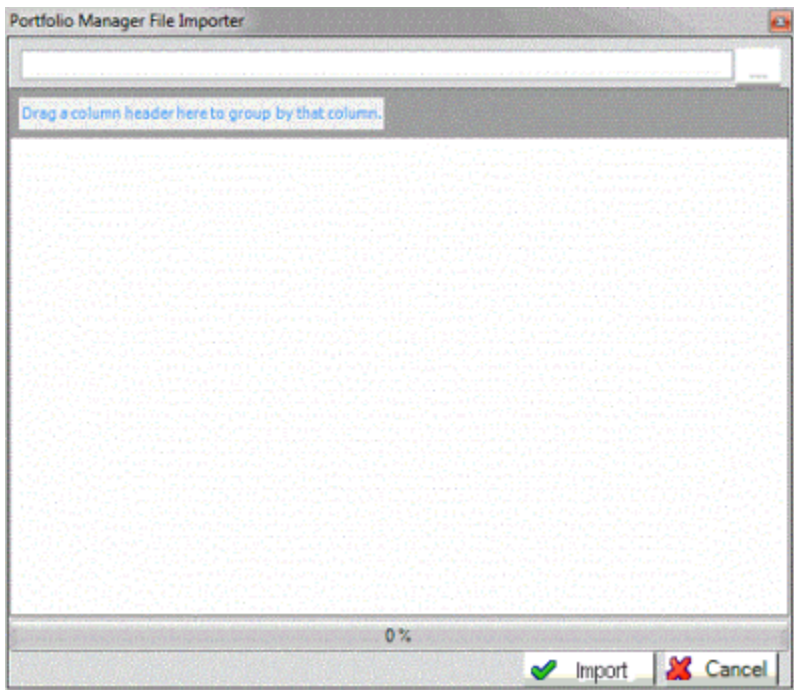 Portfolio Manager File Importer
...
Drag a column header here to group by that column.
0 %
Import
Cancel